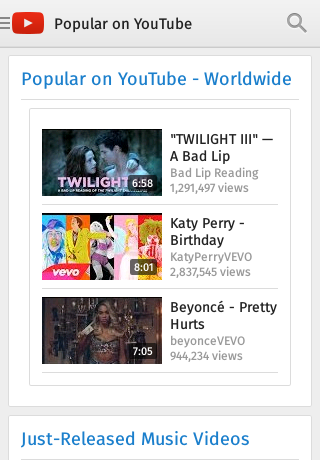 Popular on YouTube
Popular on YouTube - Worldwide
"TWILIGHT III" —
A Bad Lip
Bad Lip Reading
1,291,497 views
TWILIGHT
A BAD LIP READING OF THE TWILIGHT
6:58
Katy Perry -
Birthday
KatyPerryVEVO
2,837,545 views
vevo
8:01
Beyoncé - Pretty
Hurts
beyonceVEVO
944,234 views
7:05
Just-Released Music Videos